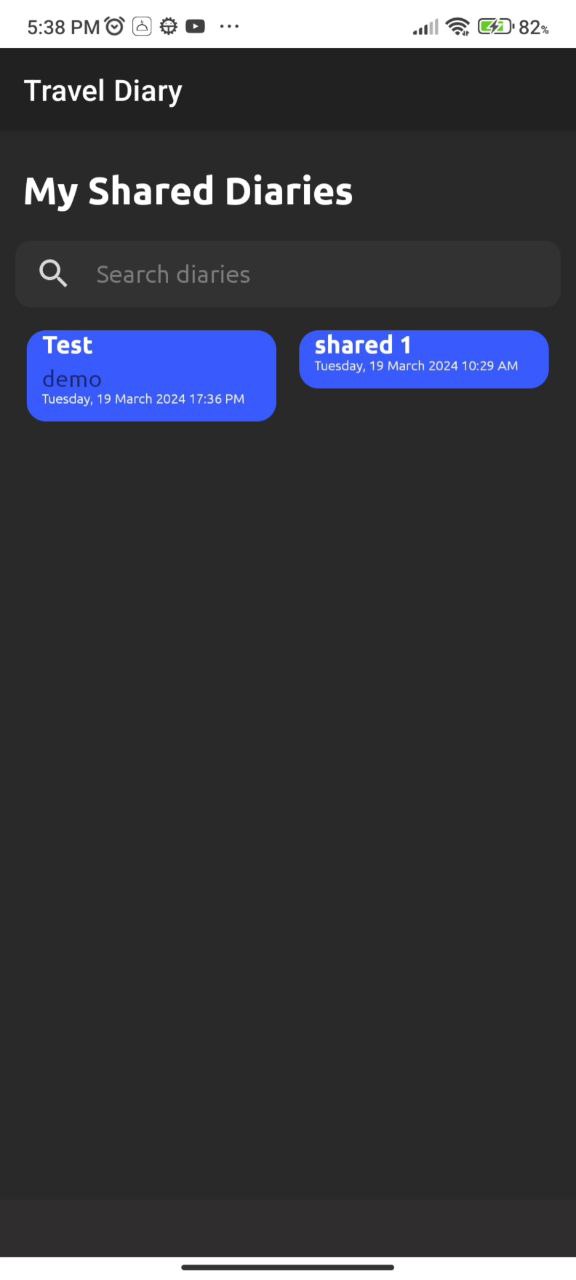 5:38 PM
82%
Travel Diary
My Shared Diaries
Search diaries
Test
demo
Tuesday, 19 March 2024 17:36 PM
shared 1
Tuesday, 19 March 2024 10:29 AM